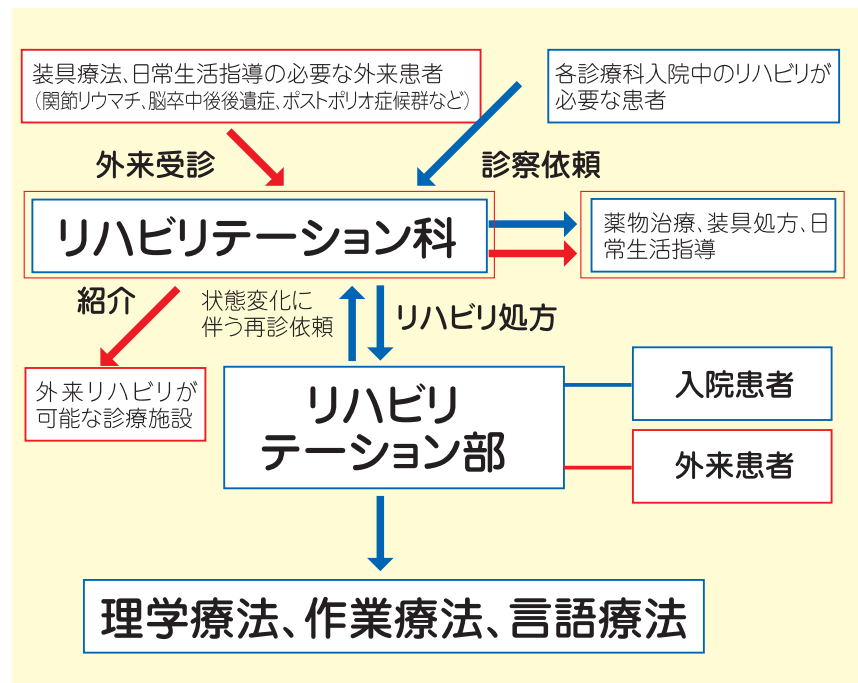 装具療法、日常生活指導の必要な外来患者
（関節リウマチ、脳卒中後後遺症、ポストポリオ症候群など）
各診療科入院中のリハビリが
必要な患者
外来受診
診察依頼
リハビリテーション科
薬物治療、装具処方、日
常生活指導
紹介
状態変化に
伴う再診依頼
リハビリ処方
外来リハビリが
可能な診療施設
リハビリ
テーション部
入院患者
外来患者
理学療法、作業療法、言語療法